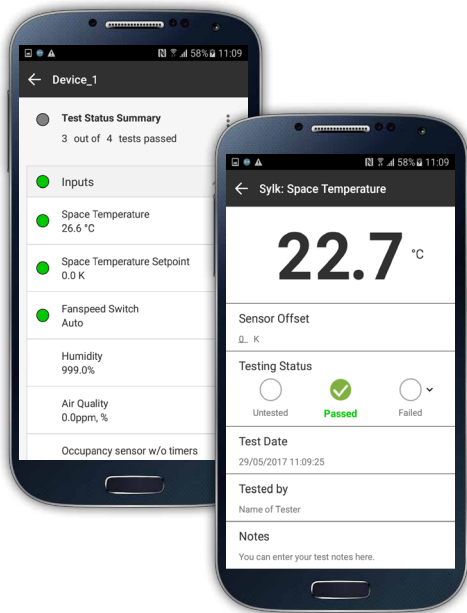 58% 11:09
Device_1
Test Status Summary
3 out of 4 tests passed
Inputs
Space Temperature
26.6 °C
Space Temperature Setpoint
0.0 K
Fanspeed Switch
Auto
Humidity
999.0%
Air Quality
0.0ppm, %
Occupancy sensor w/o timers
58% 11:09
Sylk: Space Temperature
22.7 °C
Sensor Offset
0 K
Testing Status
Untested
Passed
Failed
Test Date
29/05/2017 11:09:25
Tested by
Name of Tester
Notes
You can enter your test notes here.